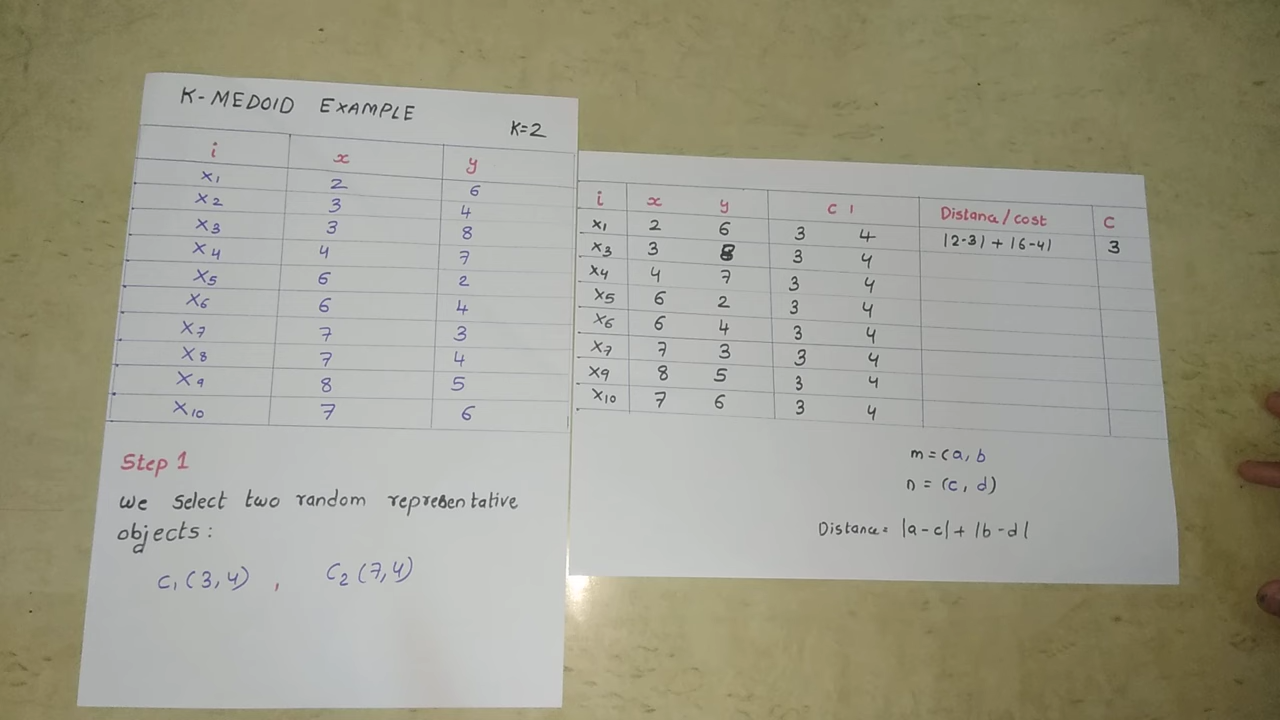 K-MEDOID EXAMPLE
K=2
i x y
x1 2 6
x2 3 4
x3 3 8
x4 4 7
x5 6 2
x6 6 4
x7 7 3
x8 7 4
x9 8 5
x10 7 6
Step 1
we select two random representative
objects:
C1(3,4) , C2(7,4)
i x y C 1 Distance/cost C
x1 2 6 3 4 |2-3| + |6-4| 3
x3 3 8 3 4
x4 4 7 3 4
x5 6 2 3 4
x6 6 4 3 4
x7 7 3 3 4
x9 8 5 3 4
x10 7 6 3 4
m = (a, b
n = (c, d)
Distance = |a-c| + |b-d|